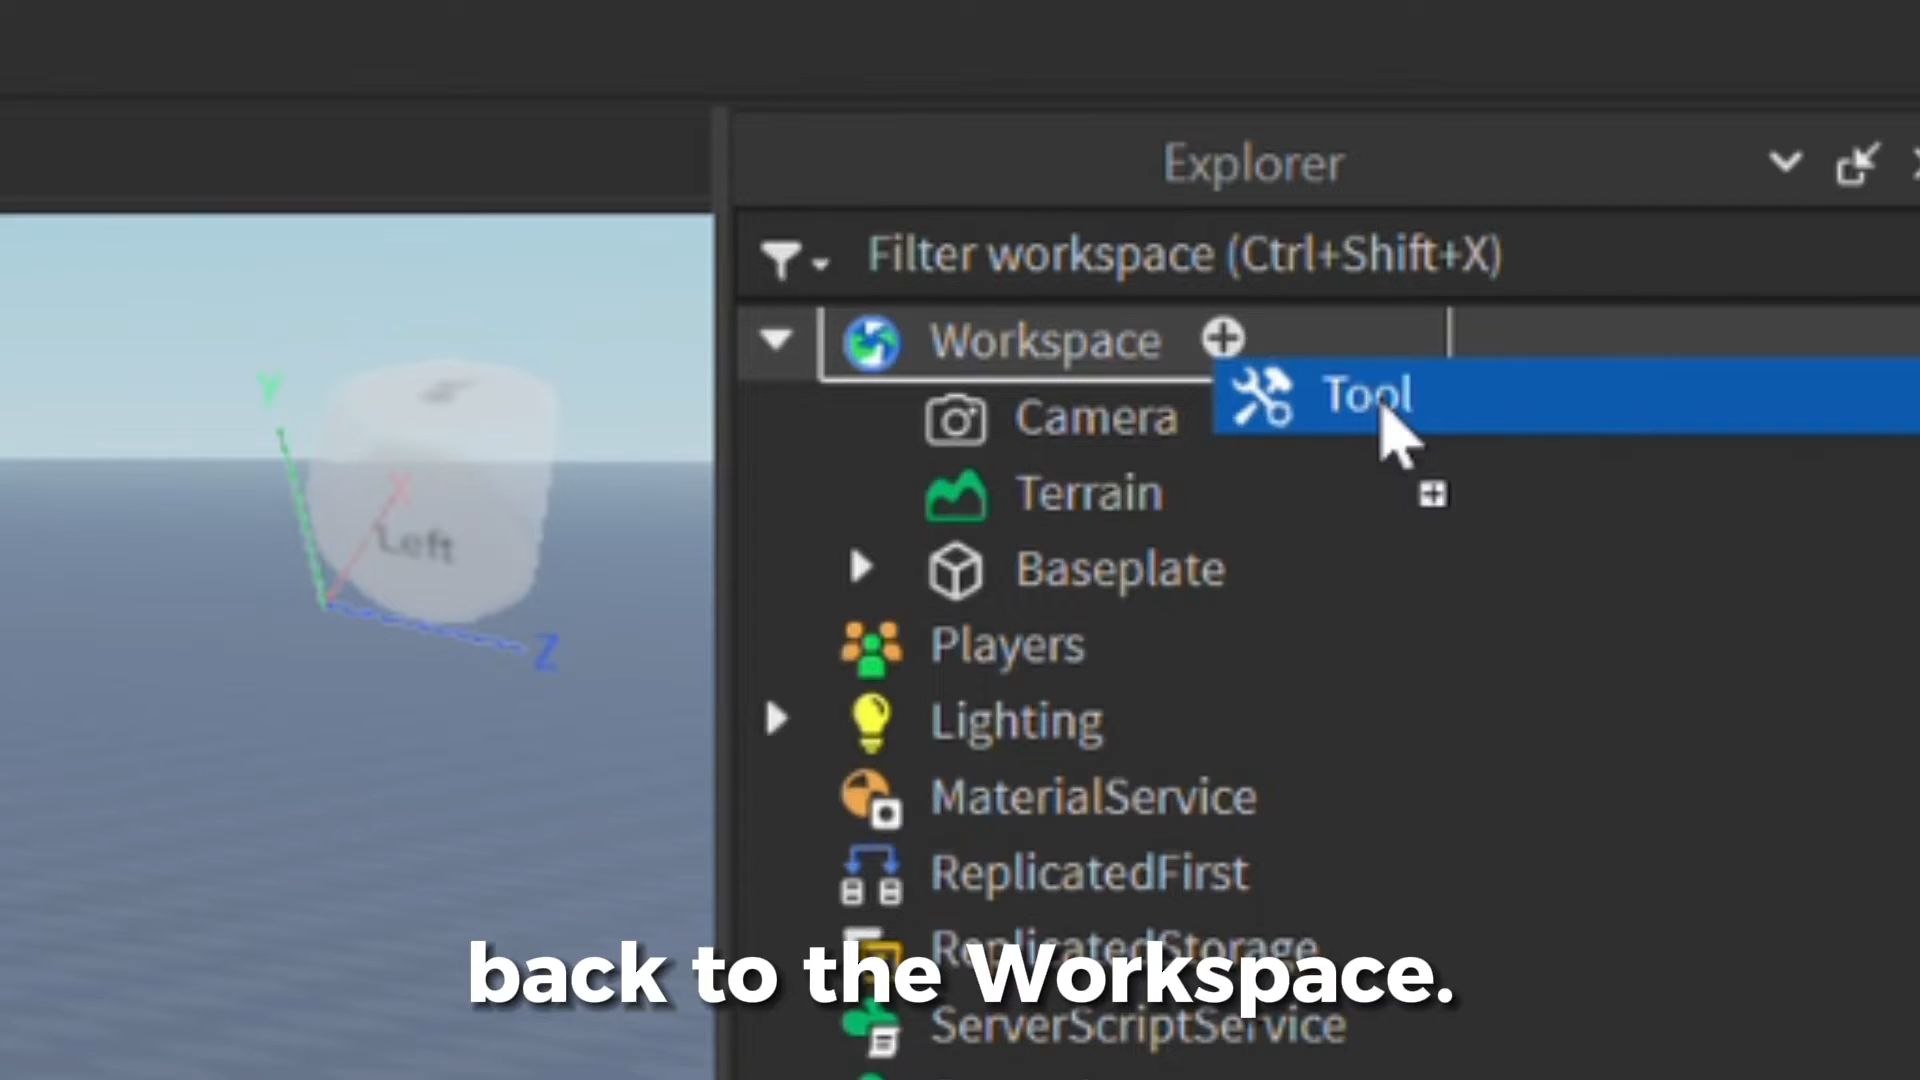 Explorer
Filter workspace (Ctrl+Shift+X)
Workspace
Tool
Camera
Terrain
Baseplate
Players
Lighting
MaterialService
ReplicatedFirst
ReplicatedStorage
back to the Workspace.
ServerScriptService
Y
X
Left
Z